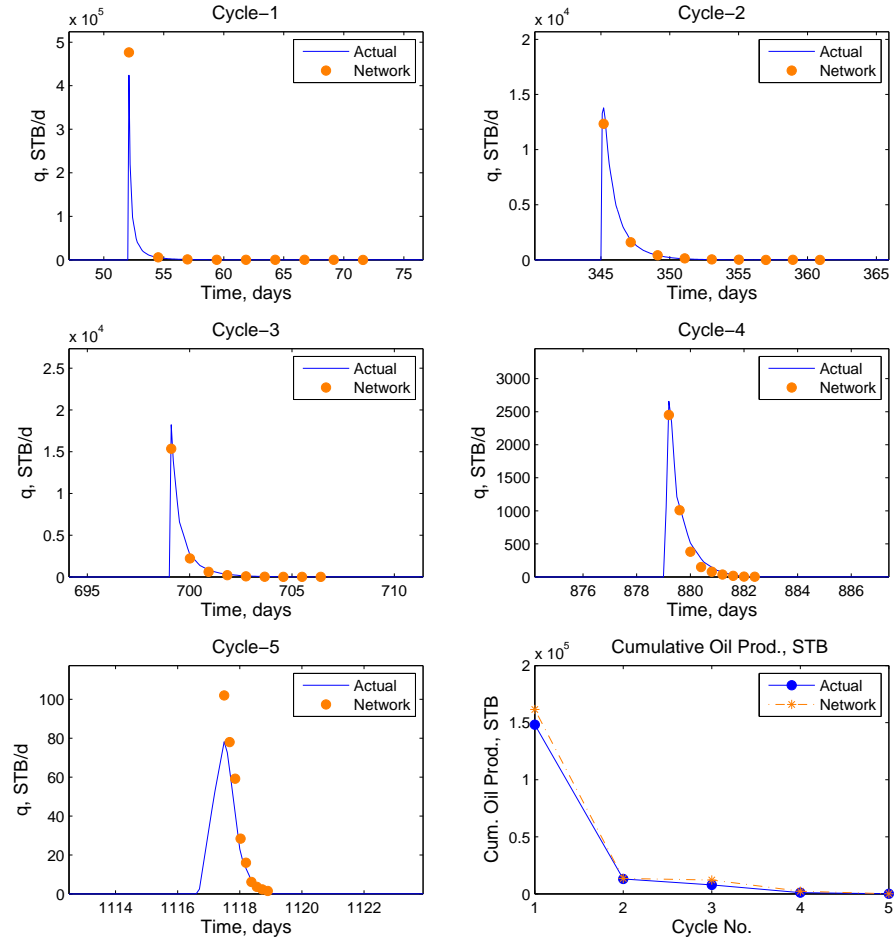 Cycle−1
x 10^5
5
4
3
2
1
0
q, STB/d
50 55 60 65 70 75
Time, days
Actual
Network
Cycle−2
x 10^4
2
1.5
1
0.5
0
q, STB/d
345 350 355 360 365
Time, days
Actual
Network
Cycle−3
x 10^4
2.5
2
1.5
1
0.5
0
q, STB/d
695 700 705 710
Time, days
Actual
Network
Cycle−4
3000
2500
2000
1500
1000
500
0
q, STB/d
876 878 880 882 884 886
Time, days
Actual
Network
Cycle−5
100
80
60
40
20
0
q, STB/d
1114 1116 1118 1120 1122
Time, days
Actual
Network
Cumulative Oil Prod., STB
x 10^5
2
1.5
1
0.5
0
Cum. Oil Prod., STB
1 2 3 4 5
Cycle No.
Actual
Network